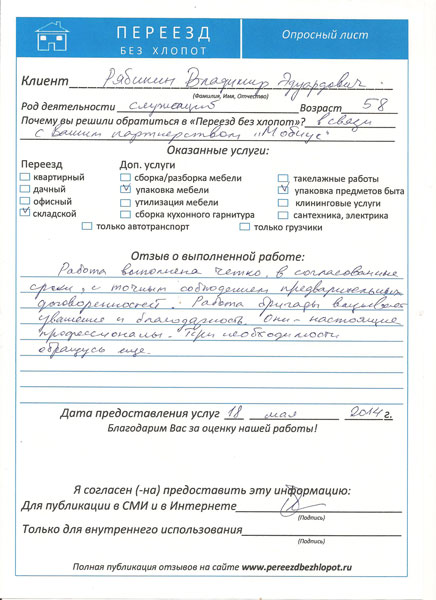 ПЕРЕЕЗД
БЕЗ ХЛОПОТ
Опросный лист
Клиент Рябинин Владимир Эдуардович.
(Фамилия, Имя, Отчество)
Род деятельности служащий Возраст 58
Почему вы решили обратиться в «Переезд без хлопот»? в связи
с Вашим партнерством "Мобиус"
Оказанные услуги:
Переезд Доп. услуги
квартирный сборка/разборка мебели такелажные работы
дачный упаковка мебели упаковка предметов быта
офисный утилизация мебели клининговые услуги
складской сборка кухонного гарнитура сантехника, электрика
только автотранспорт только грузчики
Отзыв о выполненной работе:
Работа выполнена четко, в согласованные
сроки, с точным соблюдением предварительных
договоренностей. Работа бригады вызывает
уважение и благодарность. Они - настоящие
профессионалы. При необходимости
обращусь еще.
Дата предоставления услуг 18 мая 2014 г.
Благодарим Вас за оценку нашей работы!
Я согласен (-на) предоставить эту информацию:
Для публикации в СМИ и в Интернете
(Подпись)
Только для внутреннего использования
(Подпись)
Полная публикация отзывов на сайте www.pereezdbezhlopot.ru